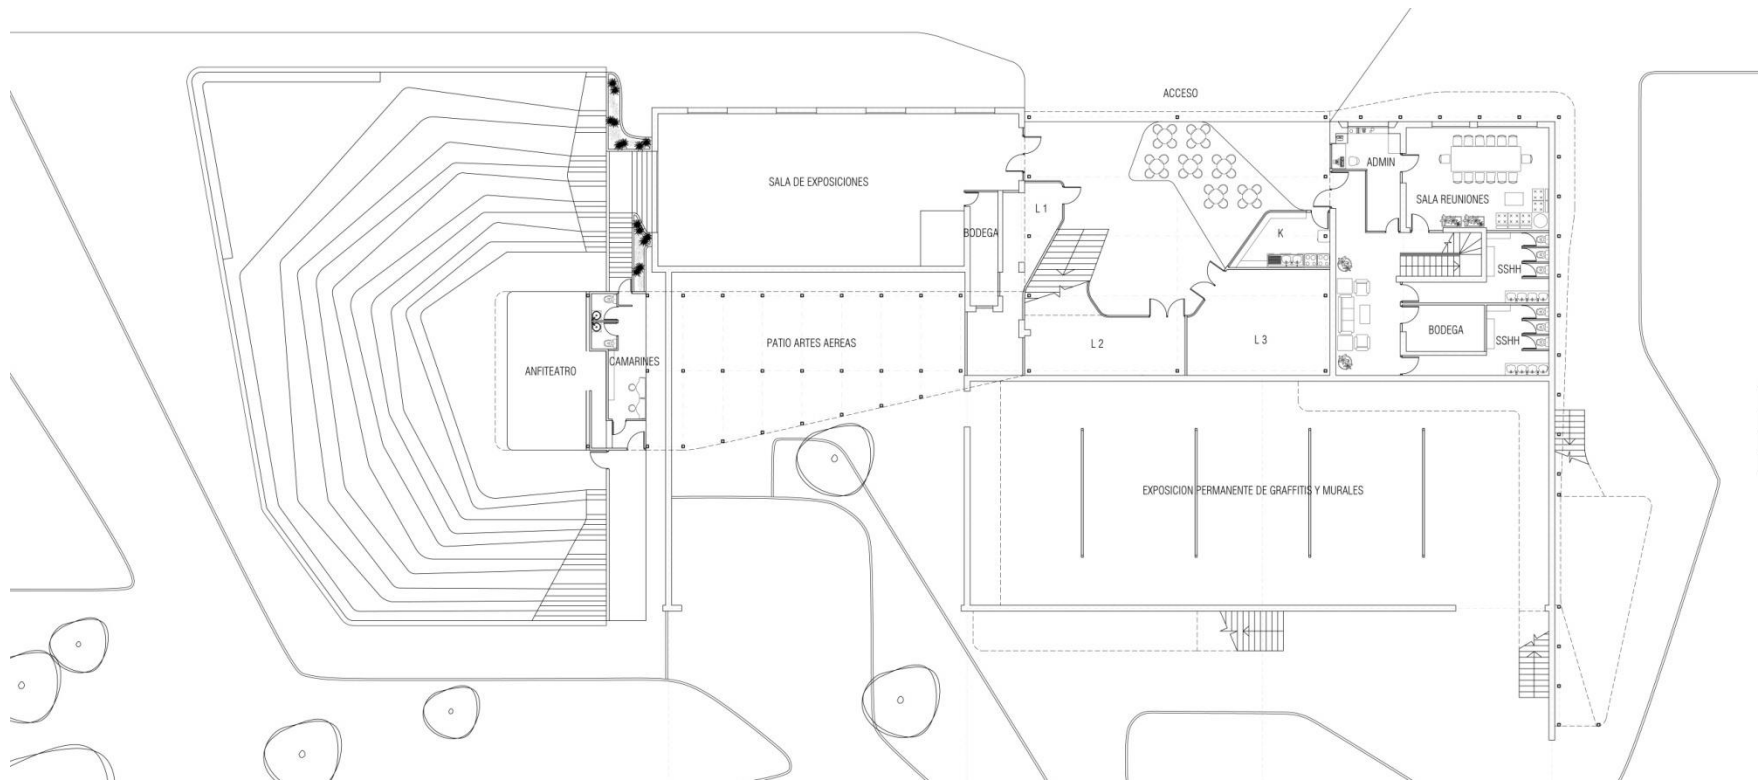 ACCESO
ADMIN
SALA DE EXPOSICIONES
SALA REUNIONES
L 1
BODEGA
K
SSHH
BODEGA
SSHH
PATIO ARTES AEREAS
L 2
L 3
CAMARINES
ANFITEATRO
EXPOSICION PERMANENTE DE GRAFFITIS Y MURALES